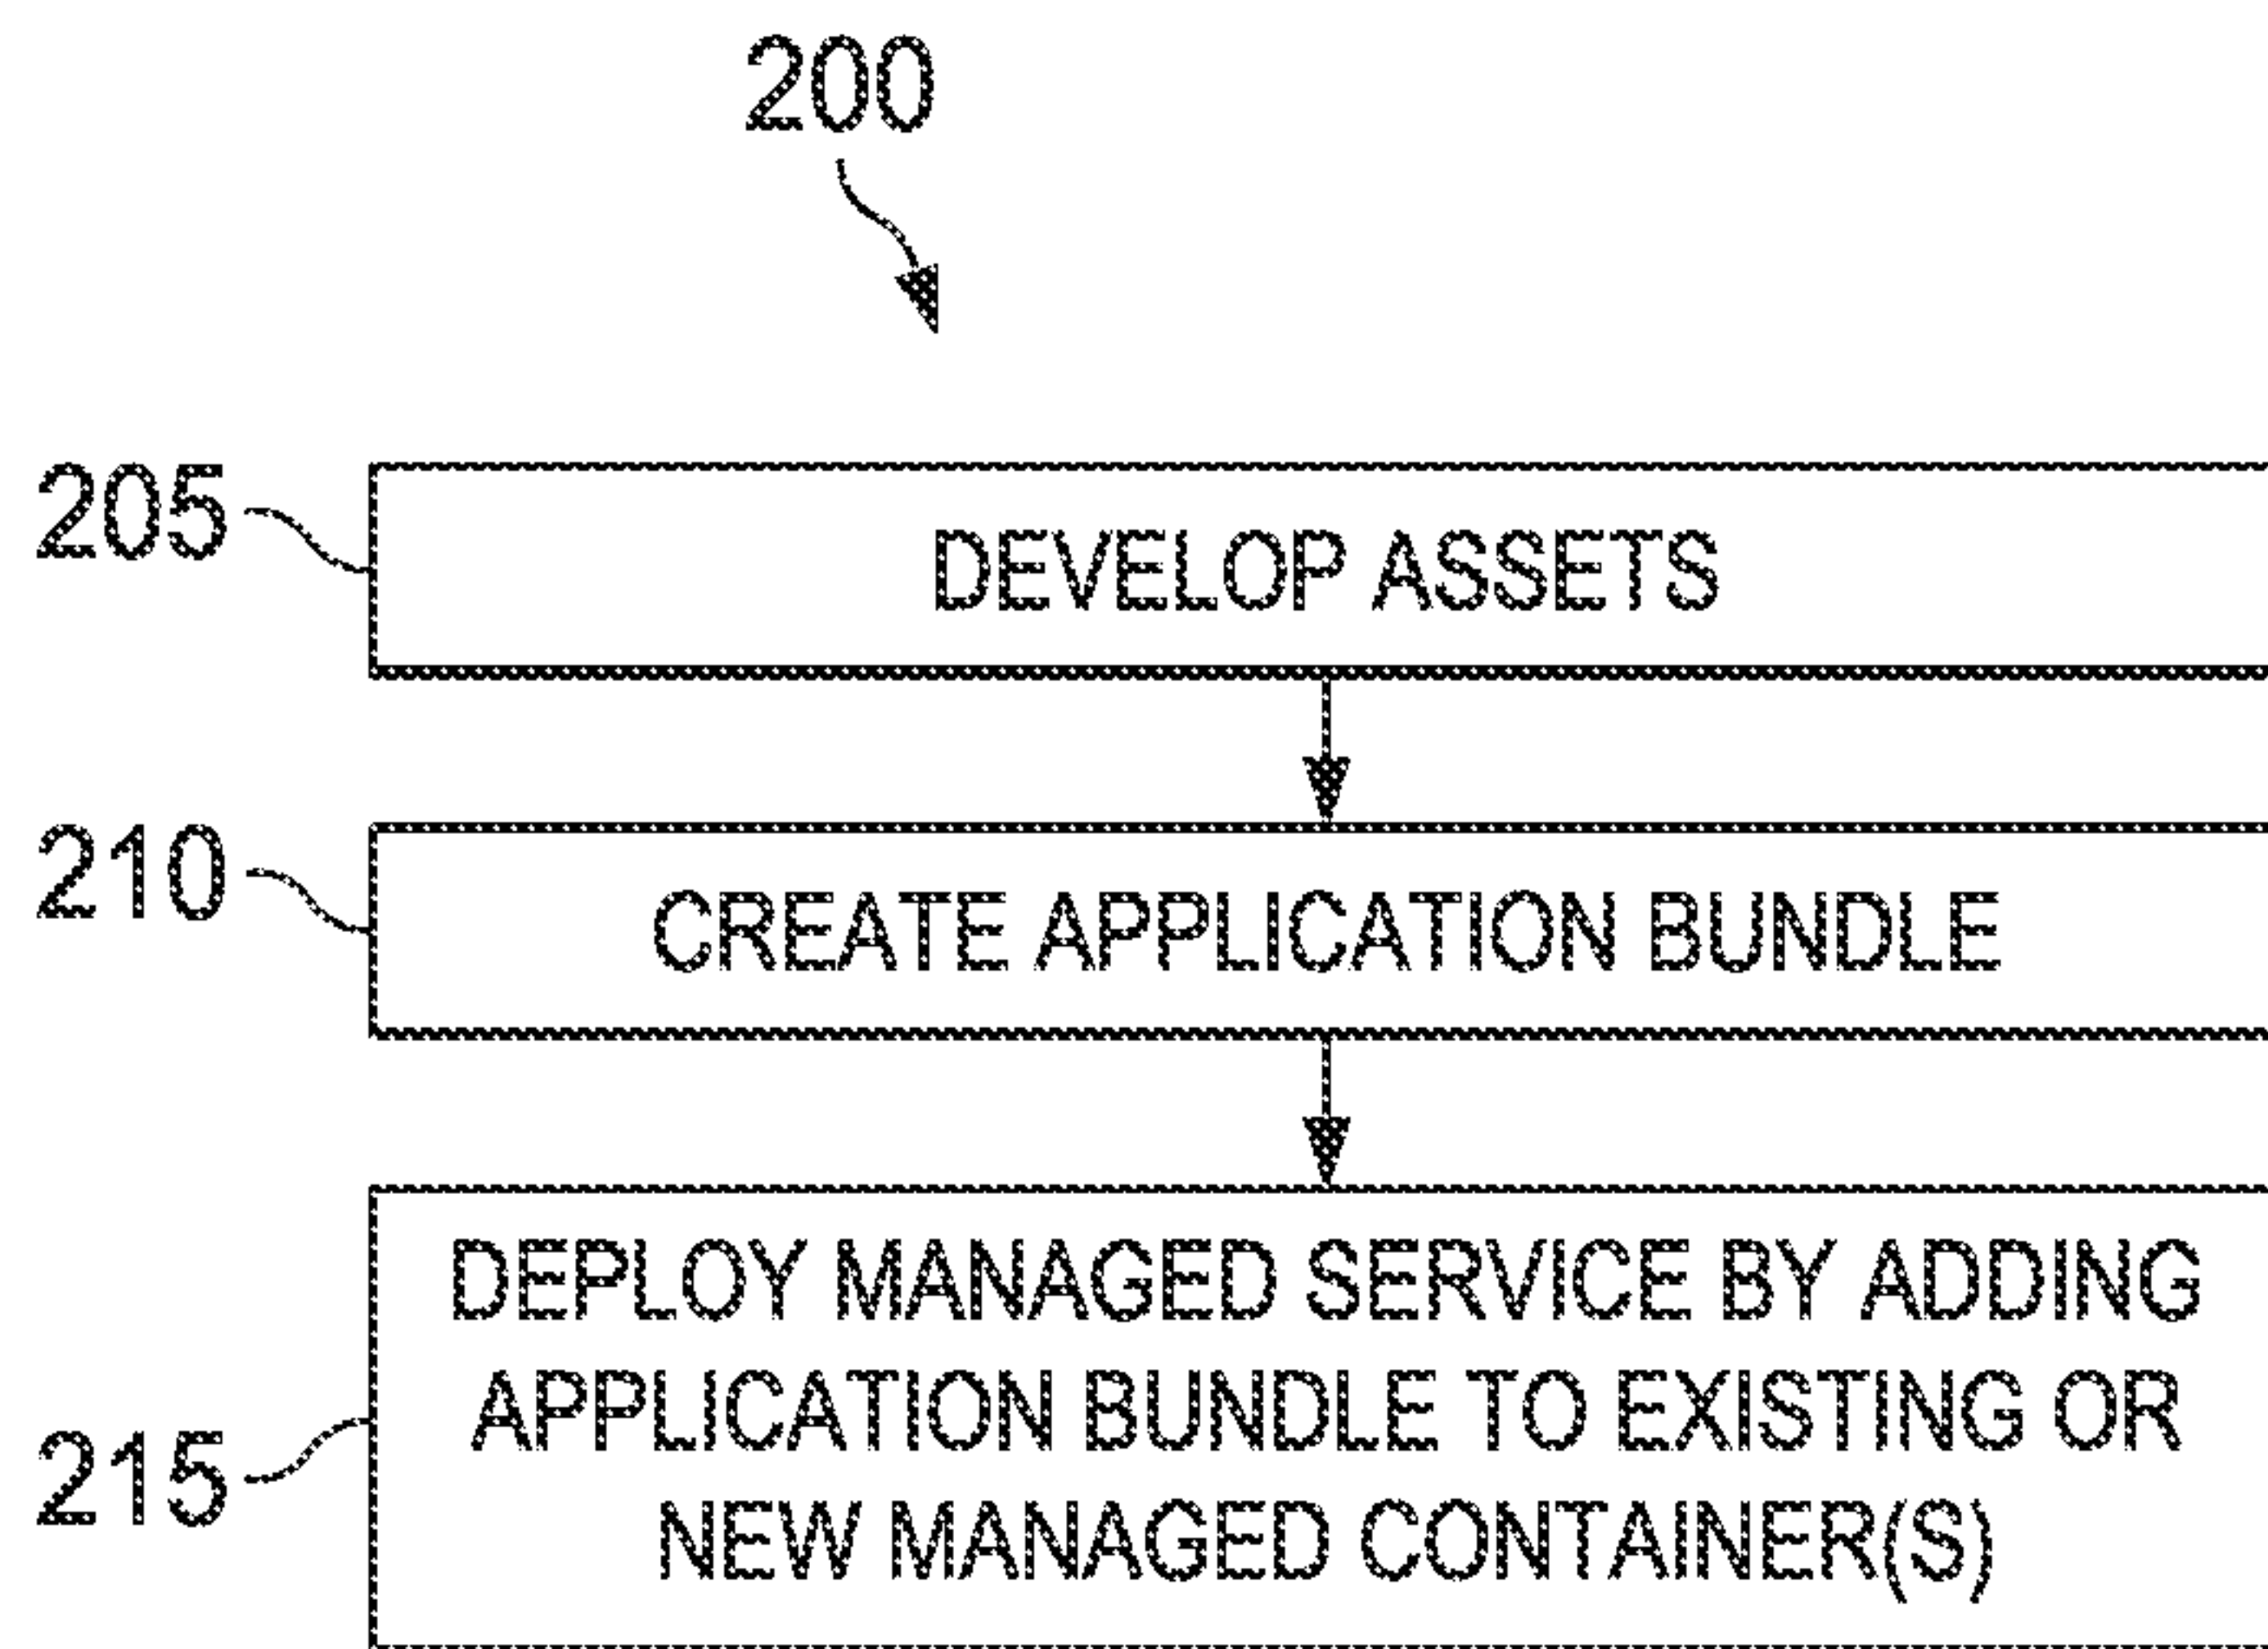 200
205
DEVELOP ASSETS
210
CREATE APPLICATION BUNDLE
215
DEPLOY MANAGED SERVICE BY ADDING
APPLICATION BUNDLE TO EXISTING OR
NEW MANAGED CONTAINER(S)